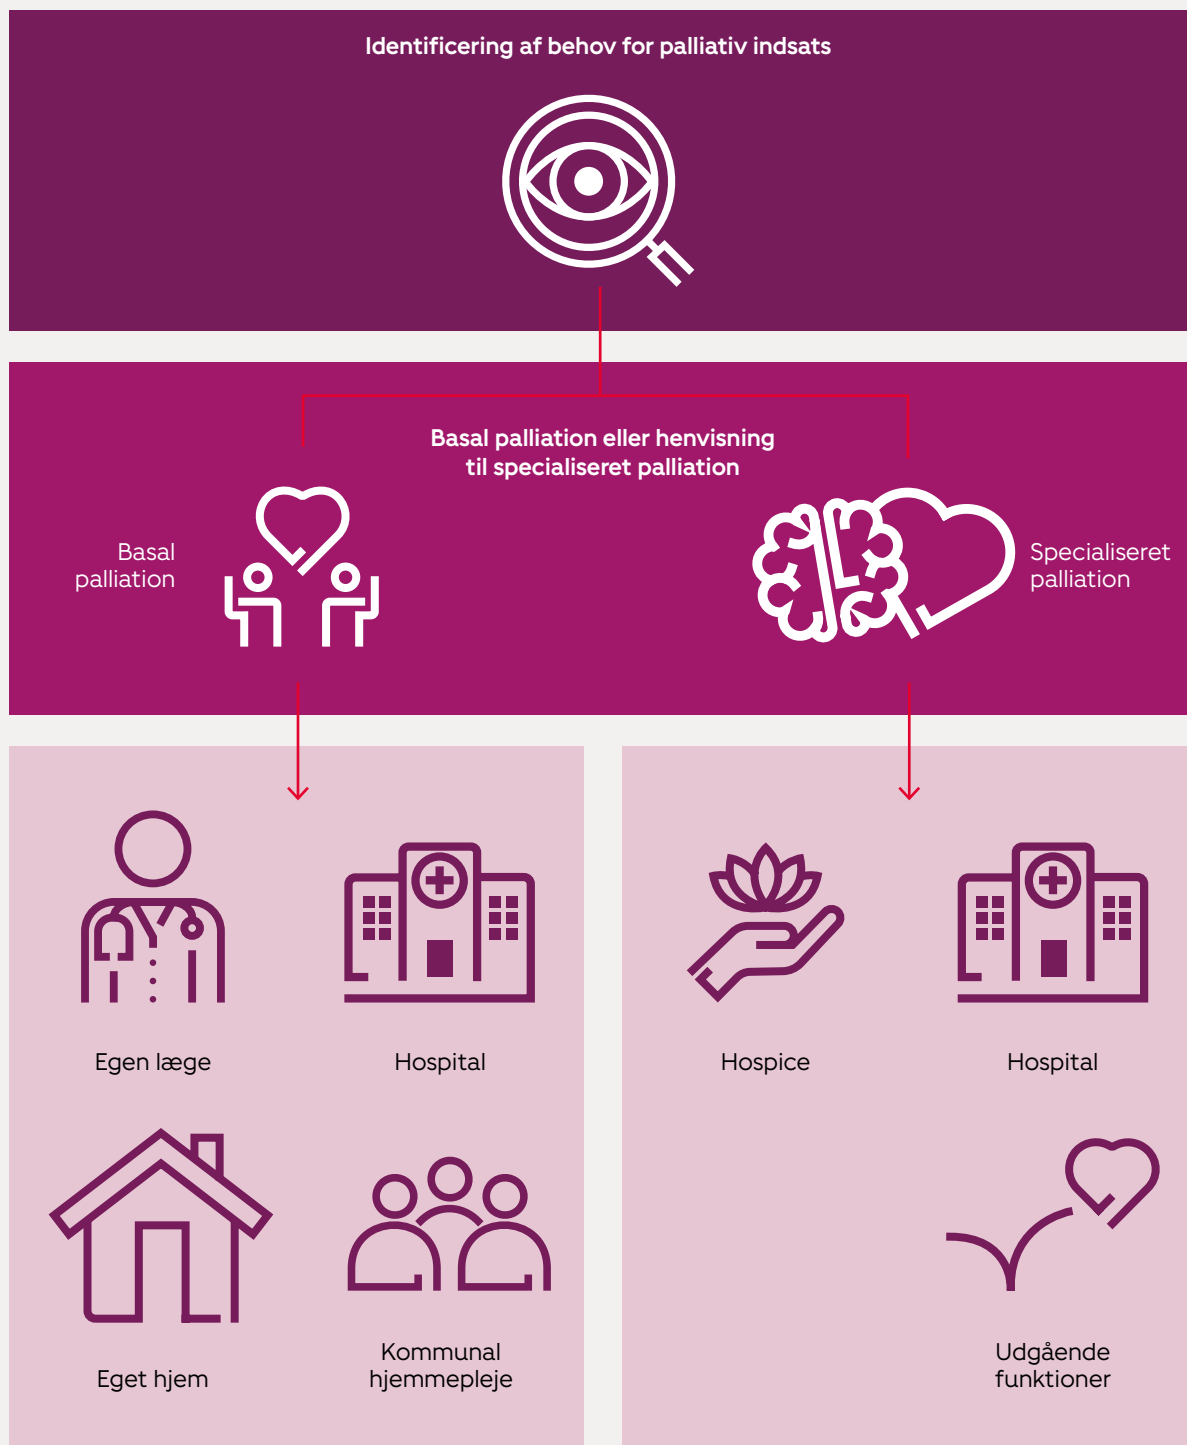 Identificering af behov for palliativ indsats
Basal palliation eller henvisning
til specialiseret palliation
Basal
palliation
Specialiseret
palliation
Egen læge
Hospital
Hospice
Hospital
Eget hjem
Kommunal
hjemmepleje
Udgående
funktioner